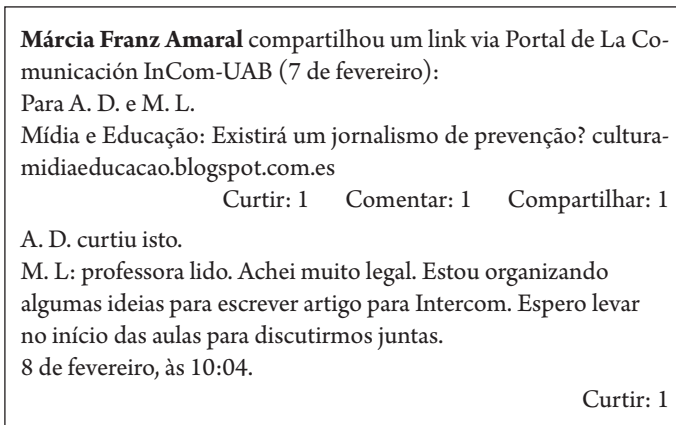 Márcia Franz Amaral compartilhou um link via Portal de La Co-
municación InCom-UAB (7 de fevereiro):
Para A. D. e M. L.
Mídia e Educação: Existirá um jornalismo de prevenção? cultura-
midiaeducacao.blogspot.com.es
Curtir: 1 Comentar: 1 Compartilhar: 1
A. D. curtiu isto.
M. L: professora lido. Achei muito legal. Estou organizando
algumas ideias para escrever artigo para Intercom. Espero levar
no início das aulas para discutirmos juntas.
8 de fevereiro, às 10:04.
Curtir: 1